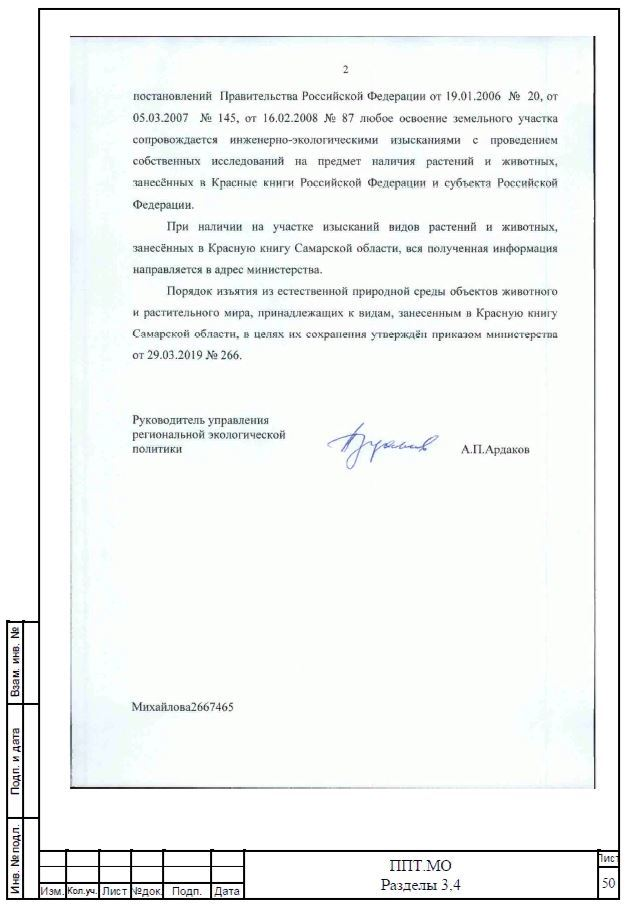 2
постановлений Правительства Российской Федерации от 19.01.2006 № 20, от
05.03.2007 № 145, от 16.02.2008 № 87 любое освоение земельного участка
сопровождается инженерно-экологическими изысканиями с проведением
собственных исследований на предмет наличия растений и животных,
занесённых в Красные книги Российской Федерации и субъекта Российской
Федерации.
При наличии на участке изысканий видов растений и животных,
занесённых в Красную книгу Самарской области, вся полученная информация
направляется в адрес министерства.
Порядок изъятия из естественной природной среды объектов животного
и растительного мира, принадлежащих к видам, занесенным в Красную книгу
Самарской области, в целях их сохранения утверждён приказом министерства
от 29.03.2019 № 266.
Руководитель управления
региональной экологической
политики
А.П.Ардаков
Михайлова2667465
Взам. инв. №
Подп. и дата
Инв. № подл.
Изм. Кол.уч. Лист №док. Подп. Дата
ППТ.МО
Разделы 3,4
Лист
50